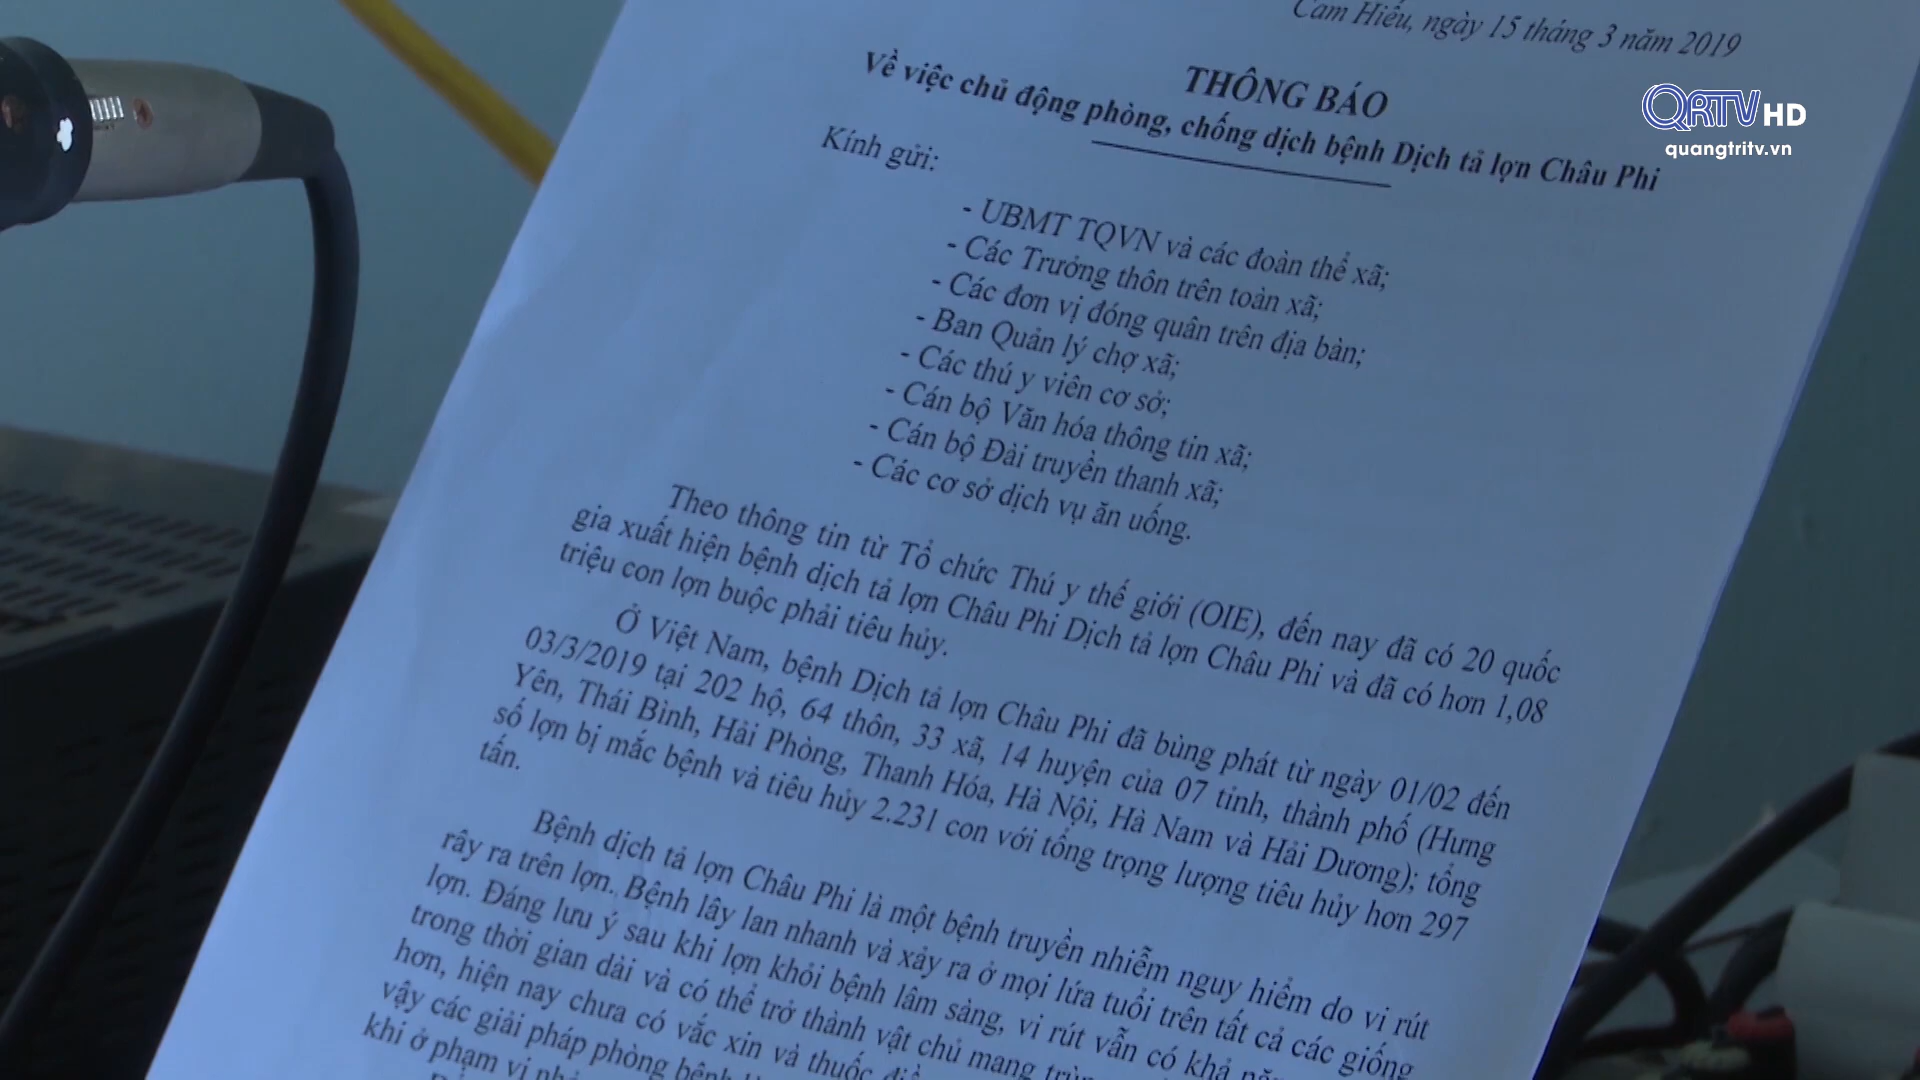 Cam Hiếu, ngày 15 tháng 3 năm 2019
THÔNG BÁO
Về việc chủ động phòng, chống dịch bệnh Dịch tả lợn Châu Phi
QRTV HD
quangtritv.vn
Kính gửi:
- UBMT TQVN và các đoàn thể xã;
- Các Trưởng thôn trên toàn xã;
- Các đơn vị đóng quân trên địa bàn;
- Ban Quản lý chợ xã;
- Các thú y viên cơ sở;
- Cán bộ Văn hóa thông tin xã;
- Cán bộ Đài truyền thanh xã;
- Các cơ sở dịch vụ ăn uống.
Theo thông tin từ Tổ chức Thú y thế giới (OIE), đến nay đã có 20 quốc
gia xuất hiện bệnh dịch tả lợn Châu Phi Dịch tả lợn Châu Phi và đã có hơn 1,08
triệu con lợn buộc phải tiêu hủy.
Ở Việt Nam, bệnh Dịch tả lợn Châu Phi đã bùng phát từ ngày 01/02 đến
03/3/2019 tại 202 hộ, 64 thôn, 33 xã, 14 huyện của 07 tỉnh, thành phố (Hưng
Yên, Thái Bình, Hải Phòng, Thanh Hóa, Hà Nội, Hà Nam và Hải Dương); tổng
số lợn bị mắc bệnh và tiêu hủy 2.231 con với tổng trọng lượng tiêu hủy hơn 297
tấn.
Bệnh dịch tả lợn Châu Phi là một bệnh truyền nhiễm nguy hiểm do vi rút
rây ra trên lợn. Bệnh lây lan nhanh và xảy ra ở mọi lứa tuổi trên tất cả các giống
lợn. Đáng lưu ý sau khi lợn khỏi bệnh lâm sàng, vi rút vẫn có khả
trong thời gian dài và có thể trở thành vật chủ mang
hơn, hiện nay chưa có vắc xin và thuốc
vậy các giải pháp phòng bệnh
khi ở phạm vi